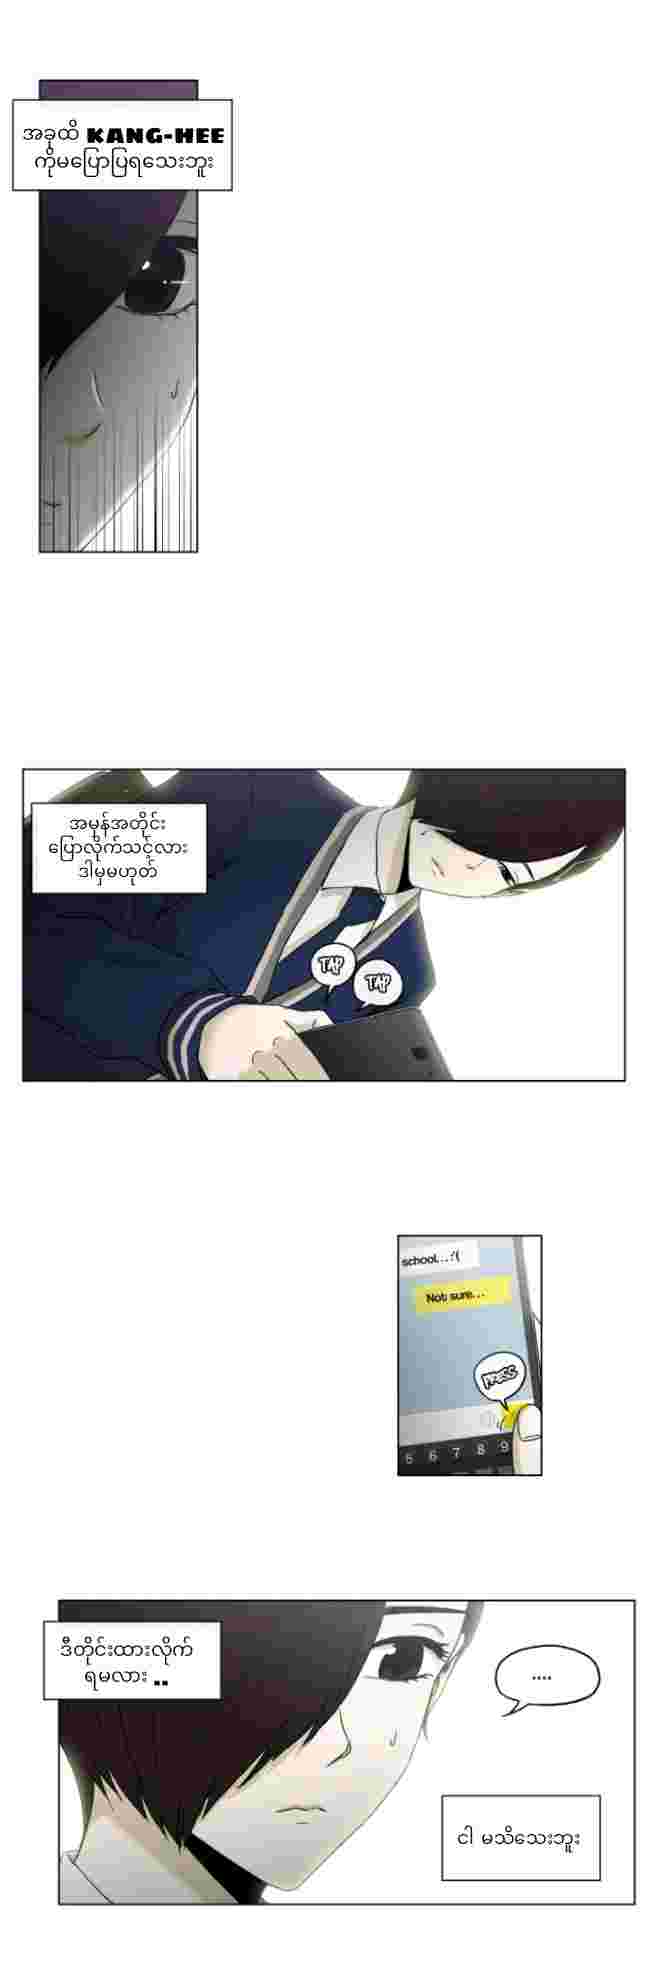 အခုထိ KANG-HEE
ကိုမပြောပြရသေးဘူး
အမှန်အတိုင်း
ပြောလိုက်သင့်လား
ဒါမှမဟုတ်
TAP
TAP
school...:'(
Not sure...
PRESS
5 6 7 8 9
ဒီတိုင်းထားလိုက်
ရမလား ..
....
ငါ မသိသေးဘူး